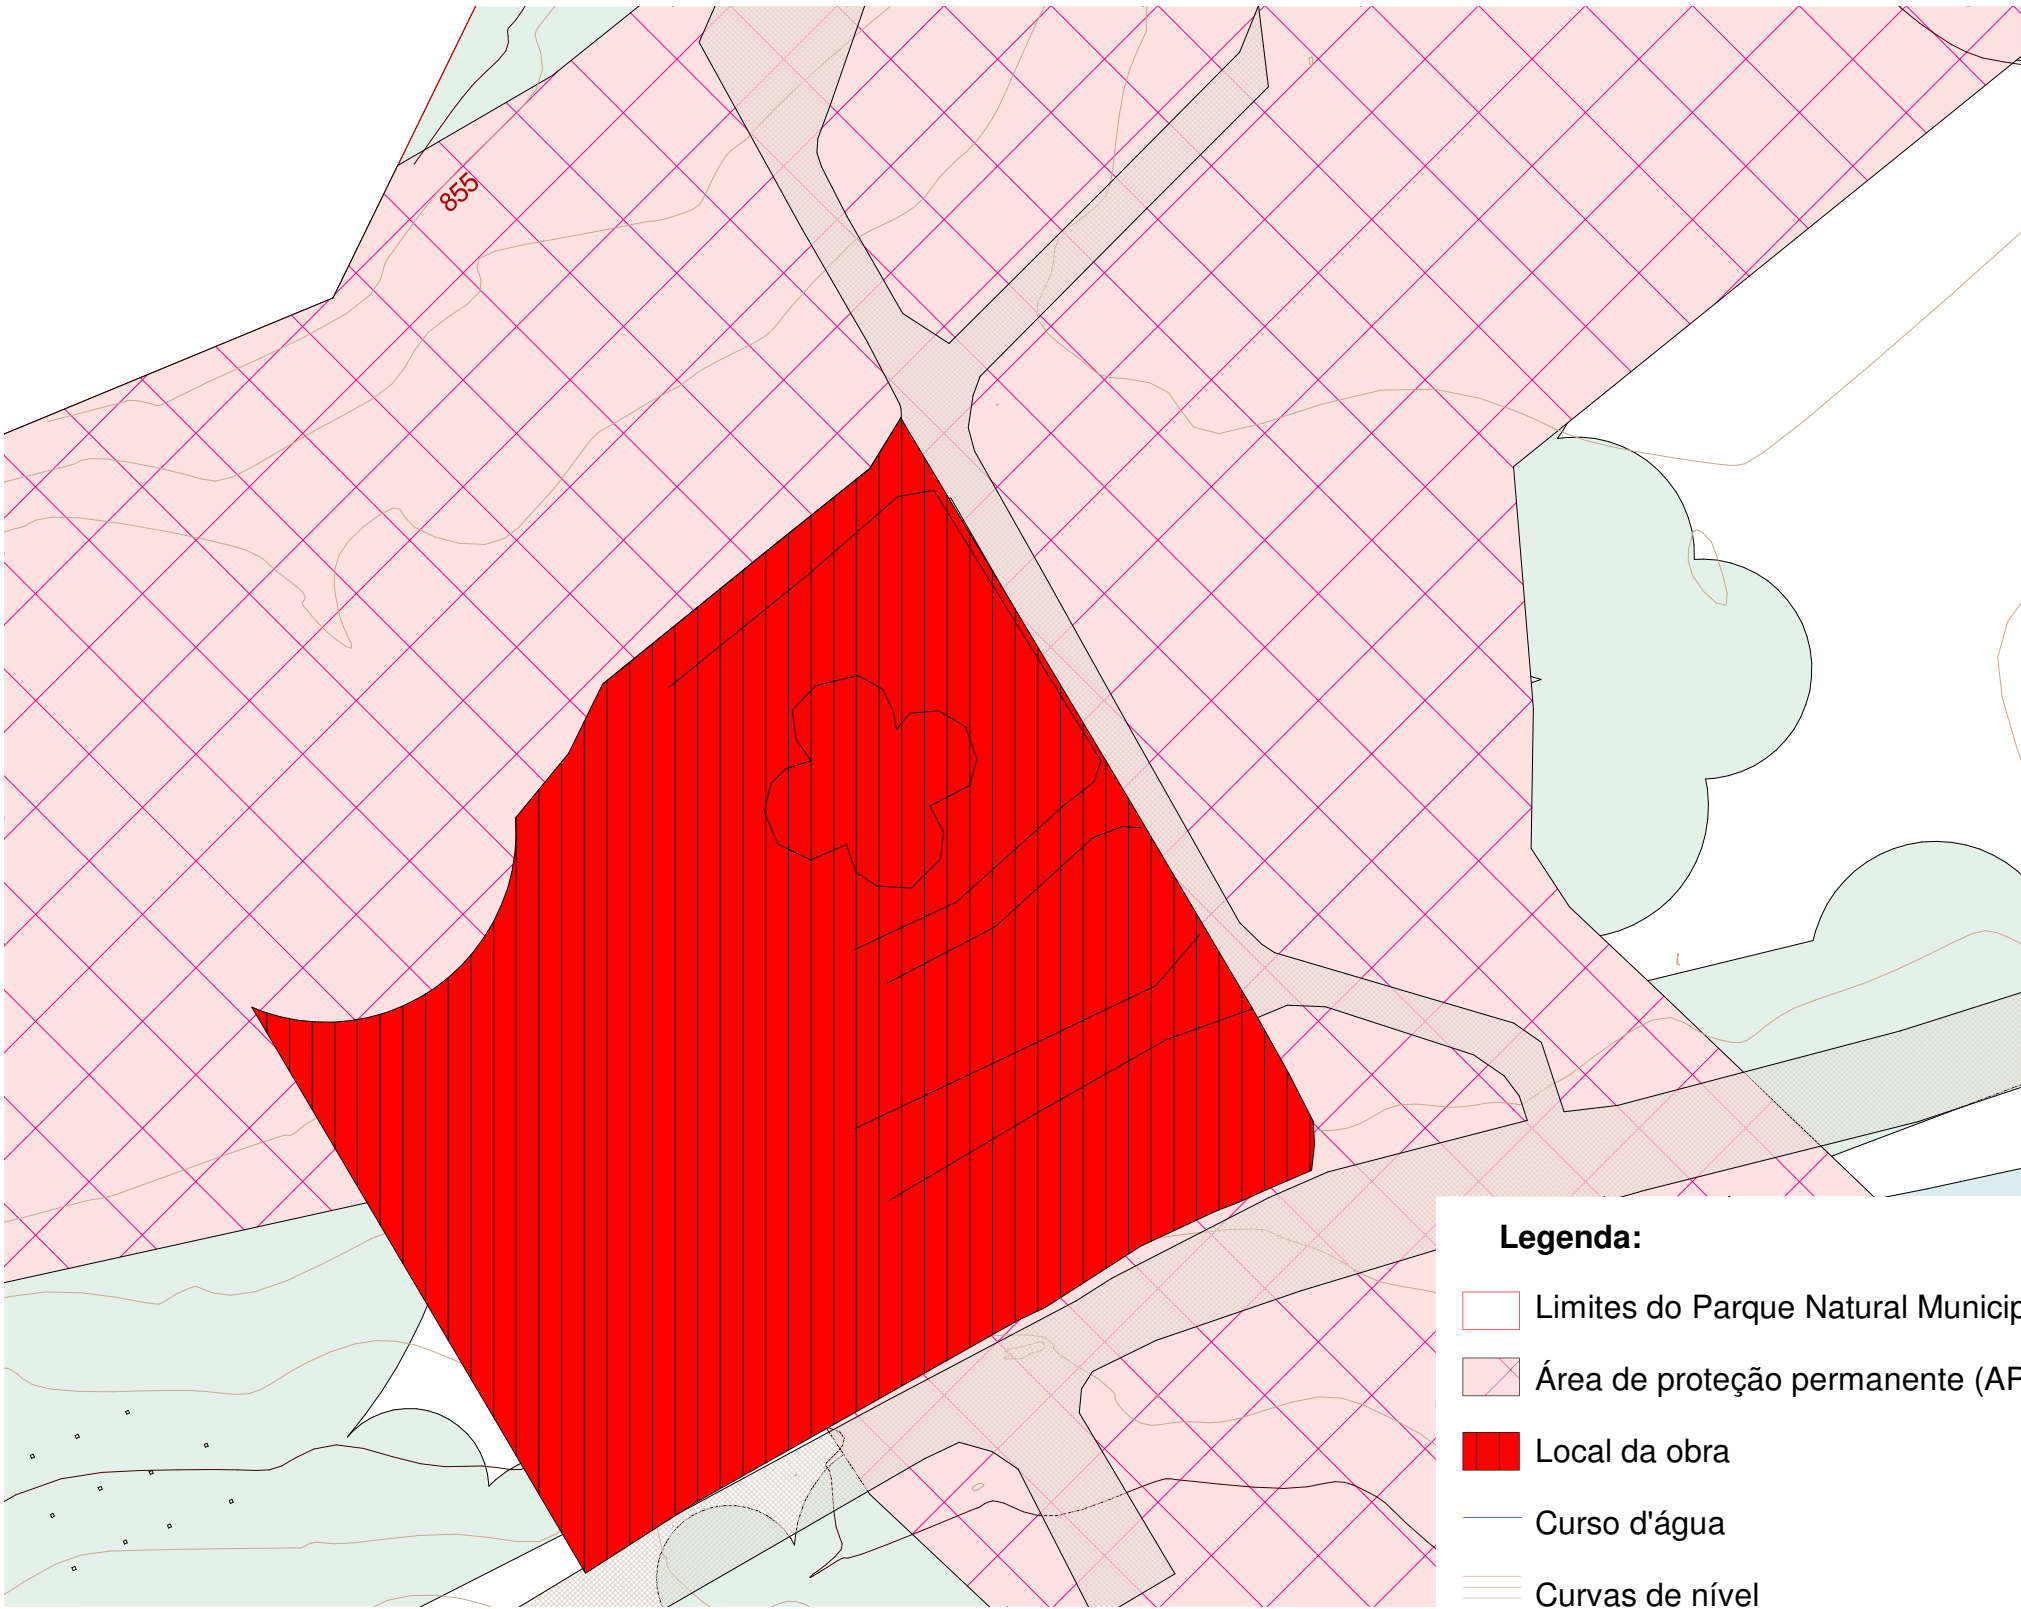 855
Legenda:
Limites do Parque Natural Municip
Área de proteção permanente (AP
Local da obra
Curso d'água
Curvas de nível